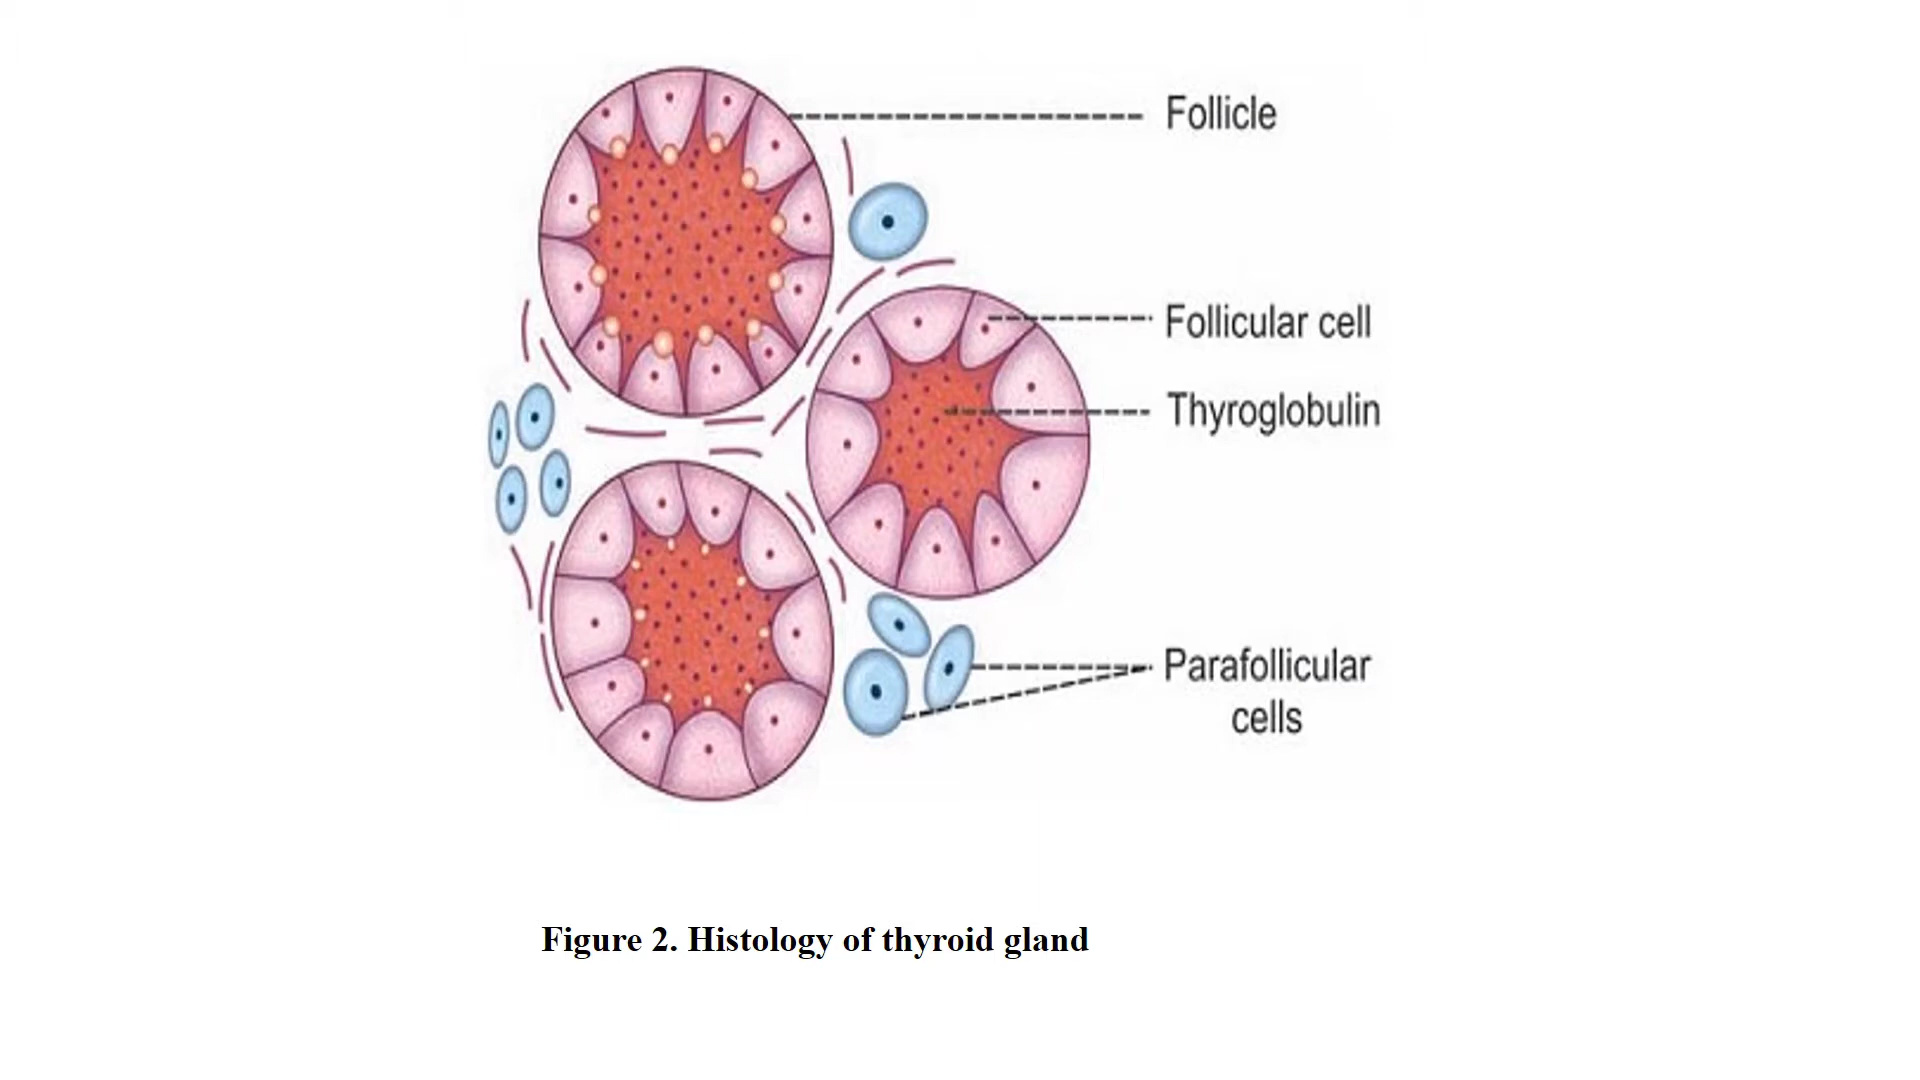 Follicle
Follicular cell
Thyroglobulin
Parafollicular
cells
Figure 2. Histology of thyroid gland